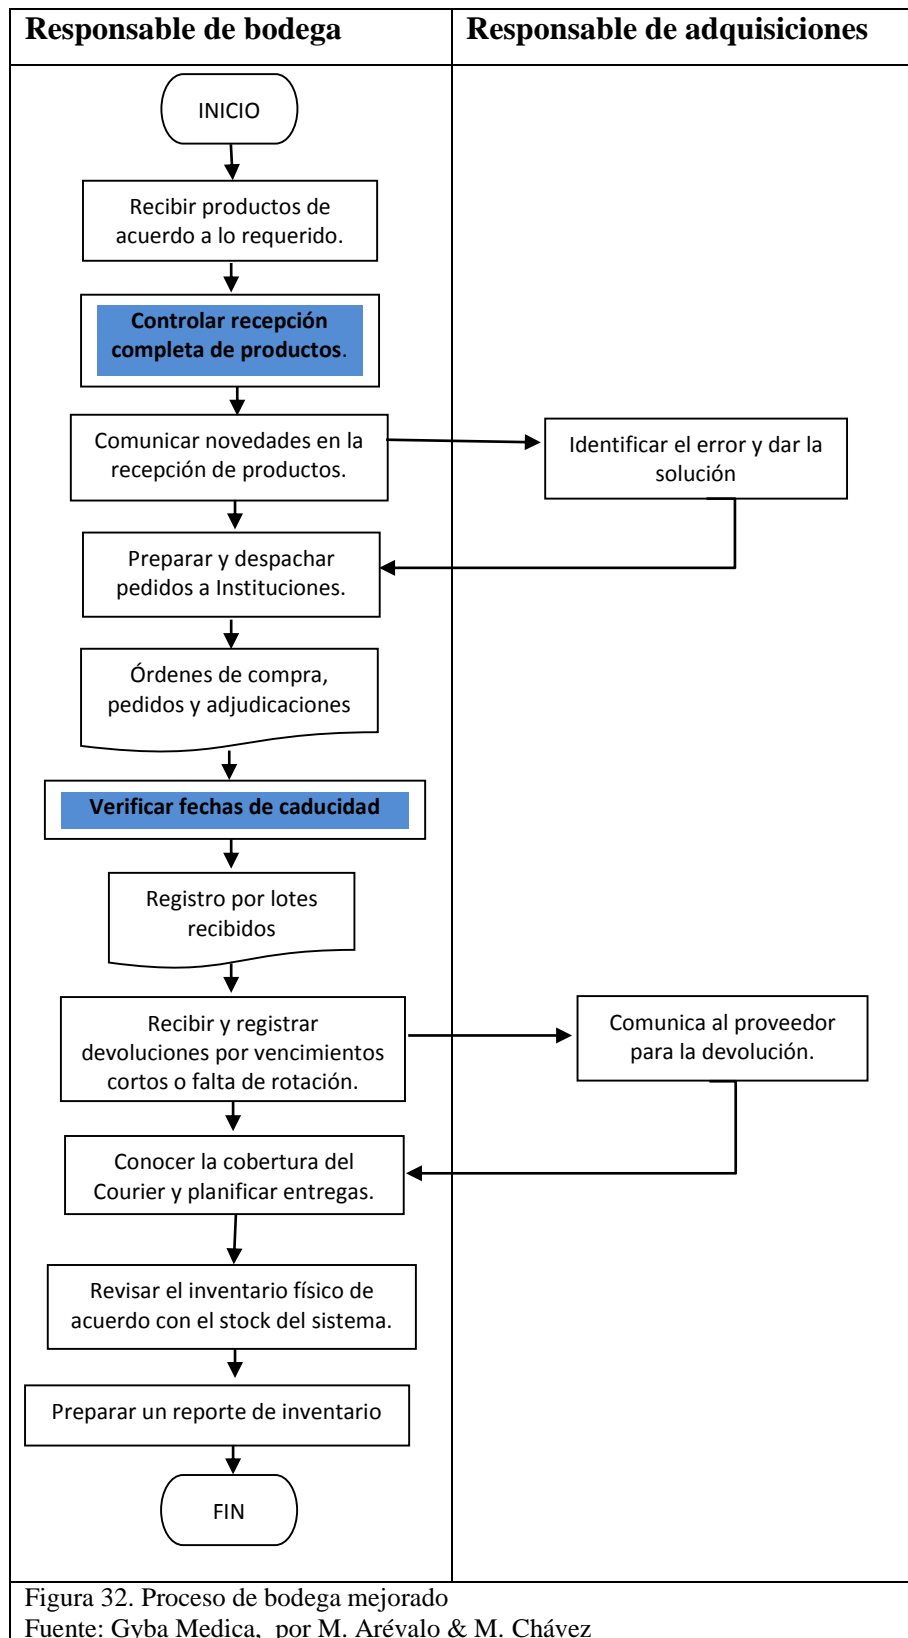 Responsable de bodega
Responsable de adquisiciones
INICIO
Recibir productos de
acuerdo a lo requerido.
Controlar recepción
completa de productos.
Comunicar novedades en la
recepción de productos.
Identificar el error y dar la
solución
Preparar y despachar
pedidos a Instituciones.
Órdenes de compra,
pedidos y adjudicaciones
Verificar fechas de caducidad
Registro por lotes
recibidos
Recibir y registrar
devoluciones por vencimientos
cortos o falta de rotación.
Comunica al proveedor
para la devolución.
Conocer la cobertura del
Courier y planificar entregas.
Revisar el inventario físico de
acuerdo con el stock del sistema.
Preparar un reporte de inventario
FIN
Figura 32. Proceso de bodega mejorado
Fuente: Gyba Medica,  por M. Arévalo & M. Chávez